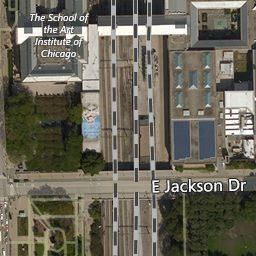 The School of
the Art
Institute of
Chicago
E Jackson Dr